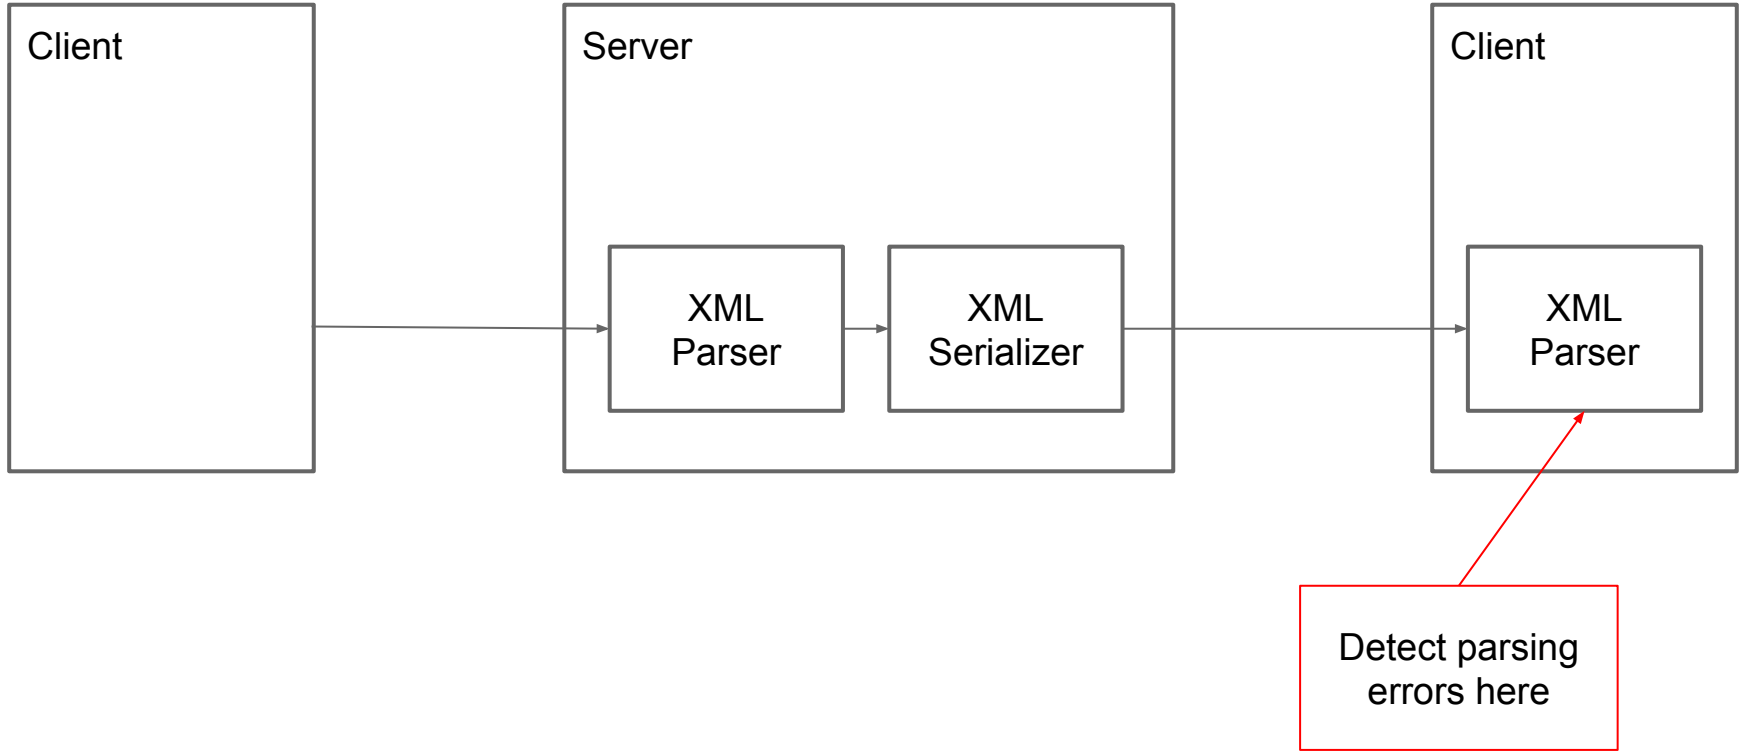 Client
Server
Client
XML
Parser
XML
Serializer
XML
Parser
Detect parsing
errors here